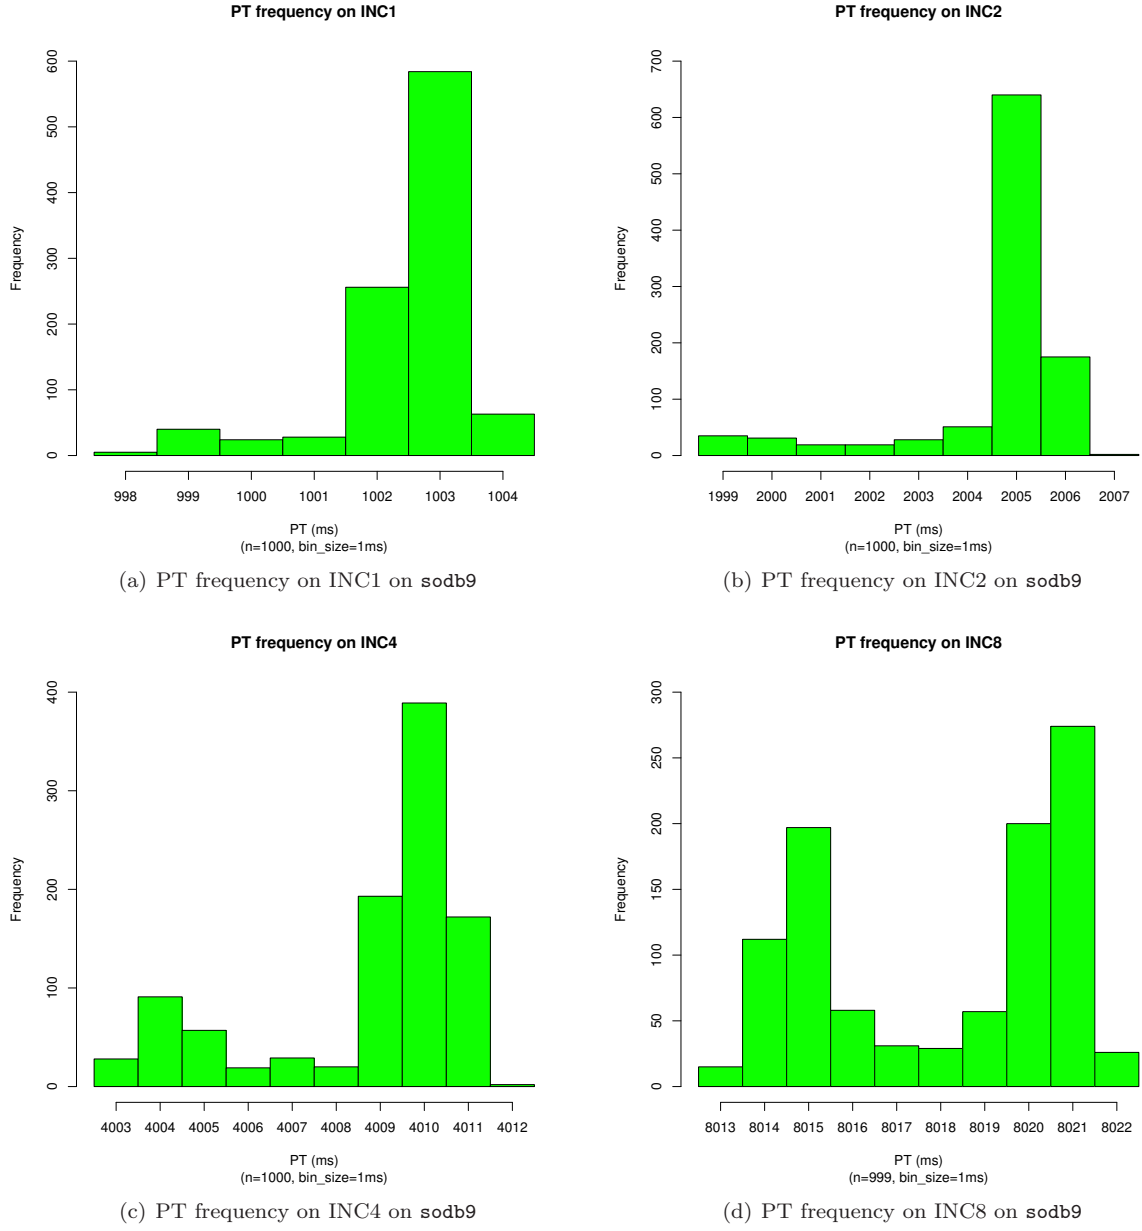 PT frequency on INC1
Frequency
0
100
200
300
400
500
600
998 999 1000 1001 1002 1003 1004
PT (ms)
(n=1000, bin_size=1ms)
(a) PT frequency on INC1 on sodb9
PT frequency on INC2
Frequency
0
100
200
300
400
500
600
700
1999 2000 2001 2002 2003 2004 2005 2006 2007
PT (ms)
(n=1000, bin_size=1ms)
(b) PT frequency on INC2 on sodb9
PT frequency on INC4
Frequency
0
100
200
300
400
4003 4004 4005 4006 4007 4008 4009 4010 4011 4012
PT (ms)
(n=1000, bin_size=1ms)
(c) PT frequency on INC4 on sodb9
PT frequency on INC8
Frequency
0
50
100
150
200
250
300
8013 8014 8015 8016 8017 8018 8019 8020 8021 8022
PT (ms)
(n=999, bin_size=1ms)
(d) PT frequency on INC8 on sodb9